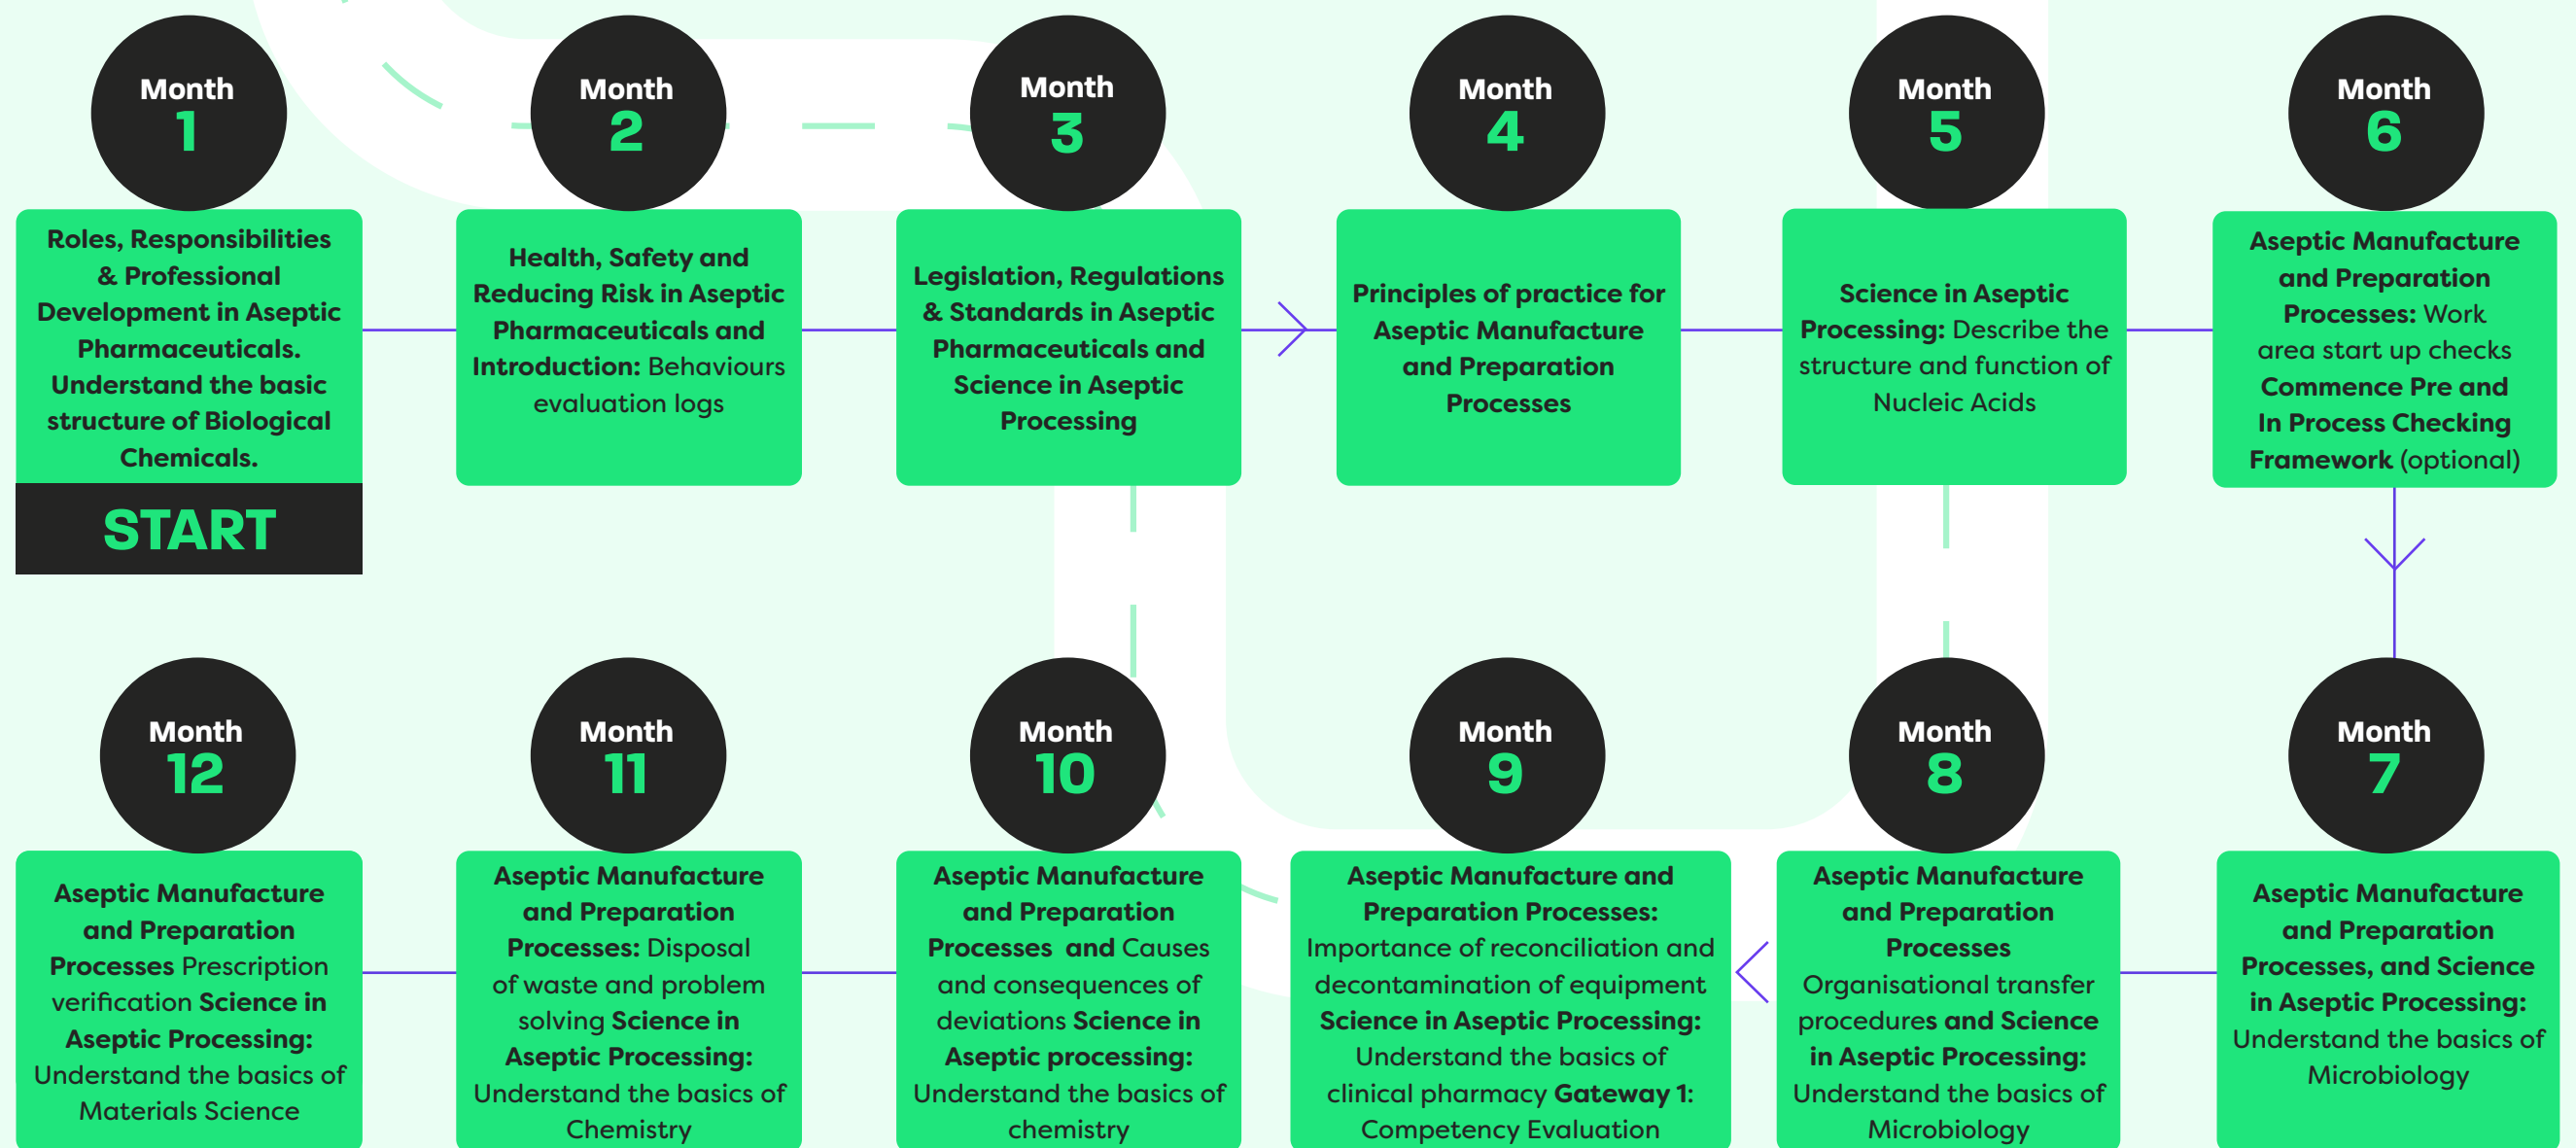 Month
1
Roles, Responsibilities
& Professional
Development in Aseptic
Pharmaceuticals.
Understand the basic
structure of Biological
Chemicals.
START
Month
2
Health, Safety and
Reducing Risk in Aseptic
Pharmaceuticals and
Introduction: Behaviours
evaluation logs
Month
3
Legislation, Regulations
& Standards in Aseptic
Pharmaceuticals and
Science in Aseptic
Processing
Month
4
Principles of practice for
Aseptic Manufacture
and Preparation
Processes
Month
5
Science in Aseptic
Processing: Describe the
structure and function of
Nucleic Acids
Month
6
Aseptic Manufacture
and Preparation
Processes: Work
area start up checks
Commence Pre and
In Process Checking
Framework (optional)
Month
7
Aseptic Manufacture
and Preparation
Processes, and Science
in Aseptic Processing:
Understand the basics of
Microbiology
Month
8
Aseptic Manufacture
and Preparation
Processes
Organisational transfer
procedures and Science
in Aseptic Processing:
Understand the basics of
Microbiology
Month
9
Aseptic Manufacture and
Preparation Processes:
Importance of reconciliation and
decontamination of equipment
Science in Aseptic Processing:
Understand the basics of
clinical pharmacy Gateway 1:
Competency Evaluation
Month
10
Aseptic Manufacture
and Preparation
Processes and Causes
and consequences of
deviations Science in
Aseptic processing:
Understand the basics of
chemistry
Month
11
Aseptic Manufacture
and Preparation
Processes: Disposal
of waste and problem
solving Science in
Aseptic Processing:
Understand the basics of
Chemistry
Month
12
Aseptic Manufacture
and Preparation
Processes Prescription
verification Science in
Aseptic Processing:
Understand the basics of
Materials Science